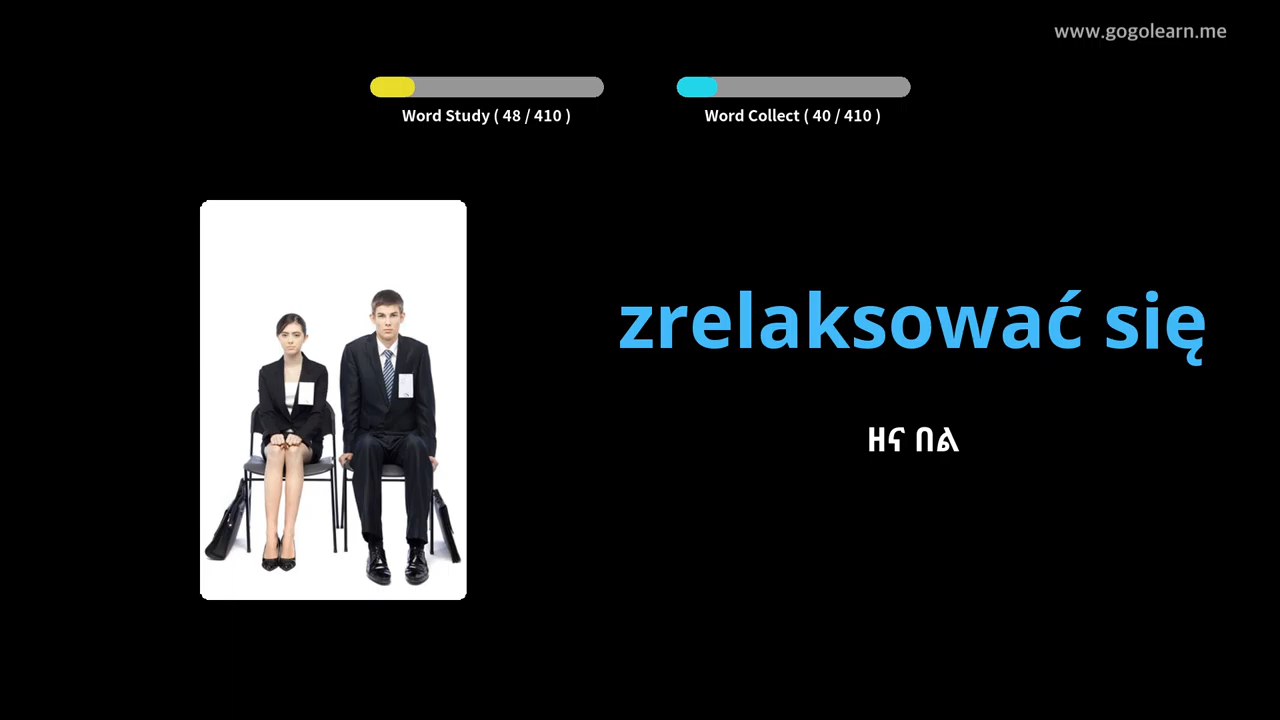 www.gogolearn.me
Word Study ( 48 / 410 )
Word Collect ( 40 / 410 )
zrelaksować się
ዘና በል